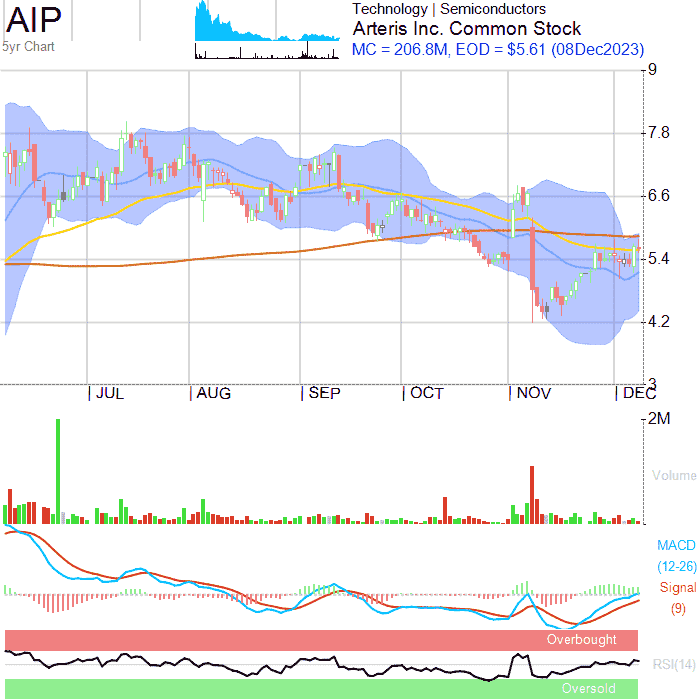 AIP
5yr Chart
Technology | Semiconductors
Arteris Inc. Common Stock
MC = 206.8M, EOD = $5.61 (08Dec2023)
9
7.8
6.6
5.4
4.2
3
JUL AUG SEP OCT NOV DEC
2M
Volume
MACD
(12-26)
Signal
(9)
Overbought
RSI(14)
Oversold